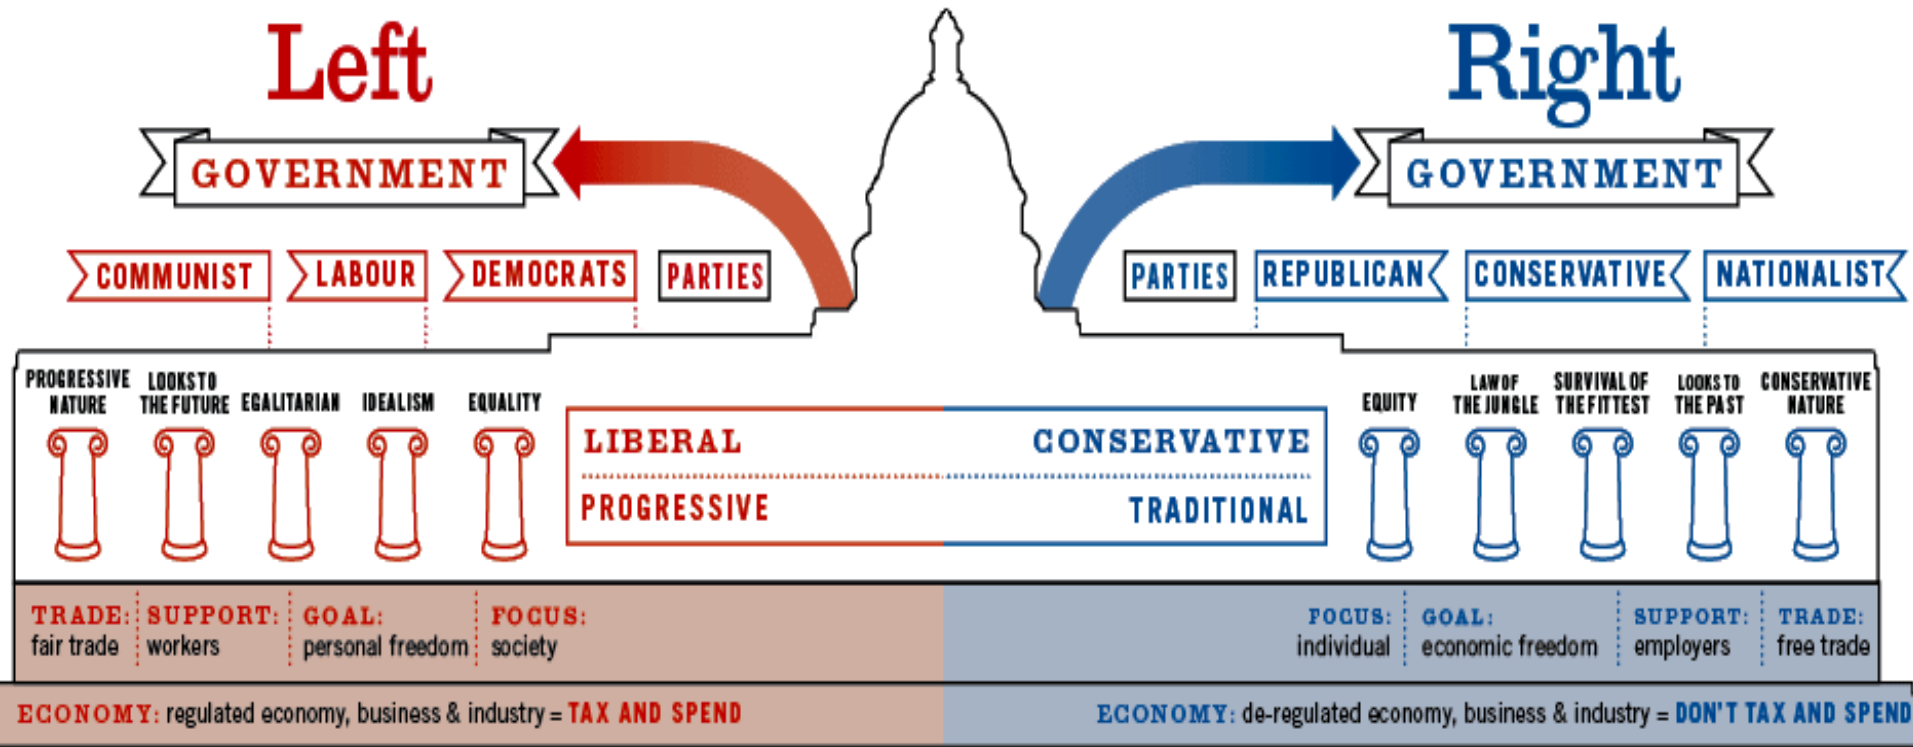 Left
Right
GOVERNMENT
GOVERNMENT
COMMUNIST
LABOUR
DEMOCRATS
PARTIES
PARTIES
REPUBLICAN
CONSERVATIVE
NATIONALIST
PROGRESSIVE
NATURE
LOOKS TO
THE FUTURE
EGALITARIAN
IDEALISM
EQUALITY
EQUITY
LAW OF
THE JUNGLE
SURVIVAL OF
THE FITTEST
LOOKS TO
THE PAST
CONSERVATIVE
NATURE
LIBERAL
CONSERVATIVE
PROGRESSIVE
TRADITIONAL
TRADE:
fair trade
SUPPORT:
workers
GOAL:
personal freedom
FOCUS:
society
FOCUS:
individual
GOAL:
economic freedom
SUPPORT:
employers
TRADE:
free trade
ECONOMY: regulated economy, business & industry = TAX AND SPEND
ECONOMY: de-regulated economy, business & industry = DON'T TAX AND SPEND